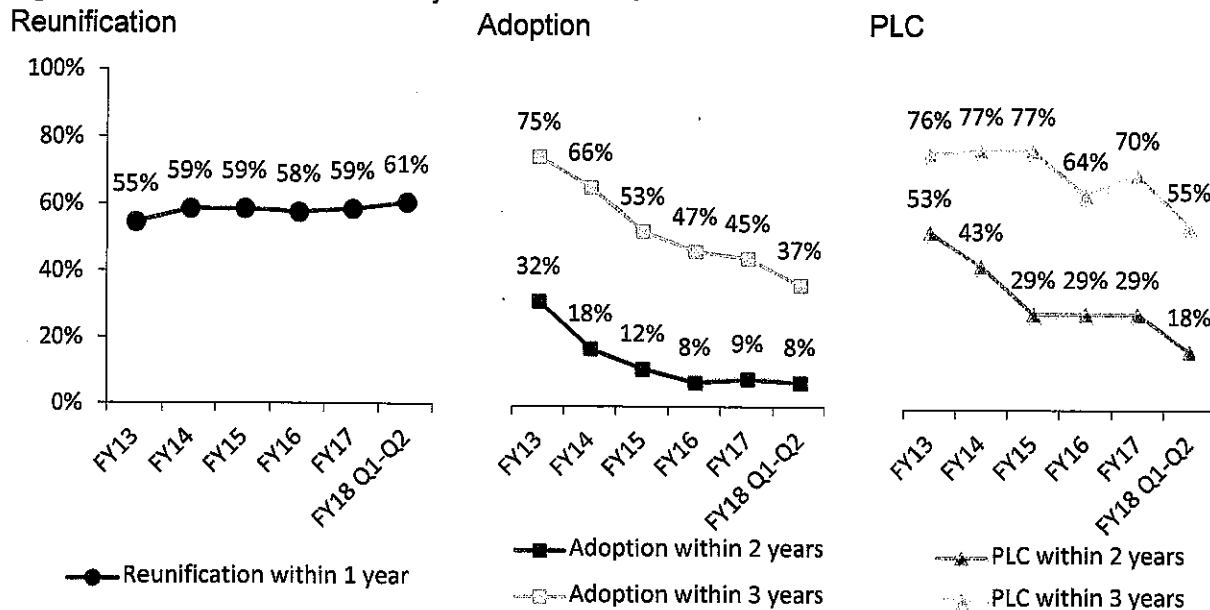 Reunification
100%
80%
60%
40%
20%
0%
55%
59%
59%
58%
59%
61%
FY13
FY14
FY15
FY16
FY17
FY18 Q1-Q2
Reunification within 1 year
Adoption
75%
66%
53%
47%
45%
37%
32%
18%
12%
8%
9%
8%
FY13
FY14
FY15
FY16
FY17
FY18 Q1-Q2
Adoption within 2 years
Adoption within 3 years
PLC
76%
77%
77%
64%
70%
55%
53%
43%
29%
29%
29%
18%
FY13
FY14
FY15
FY16
FY17
FY18 Q1-Q2
PLC within 2 years
PLC within 3 years